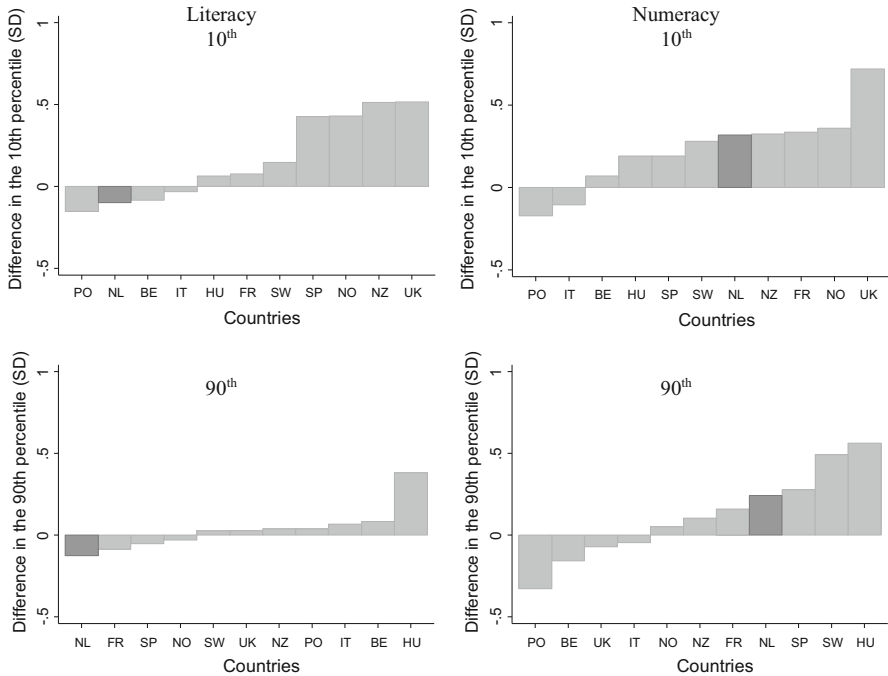 Literacy
10th
Difference in the 10th percentile (SD)
1
.5
0
-.5
PO NL BE IT HU FR SW SP NO NZ UK
Countries
Numeracy
10th
Difference in the 10th percentile (SD)
1
.5
0
-.5
PO IT BE HU SP SW NL NZ FR NO UK
Countries
90th
Difference in the 90th percentile (SD)
1
.5
0
-.5
NL FR SP NO SW UK NZ PO IT BE HU
Countries
90th
Difference in the 90th percentile (SD)
1
.5
0
-.5
PO BE UK IT NO NZ FR NL SP SW HU
Countries